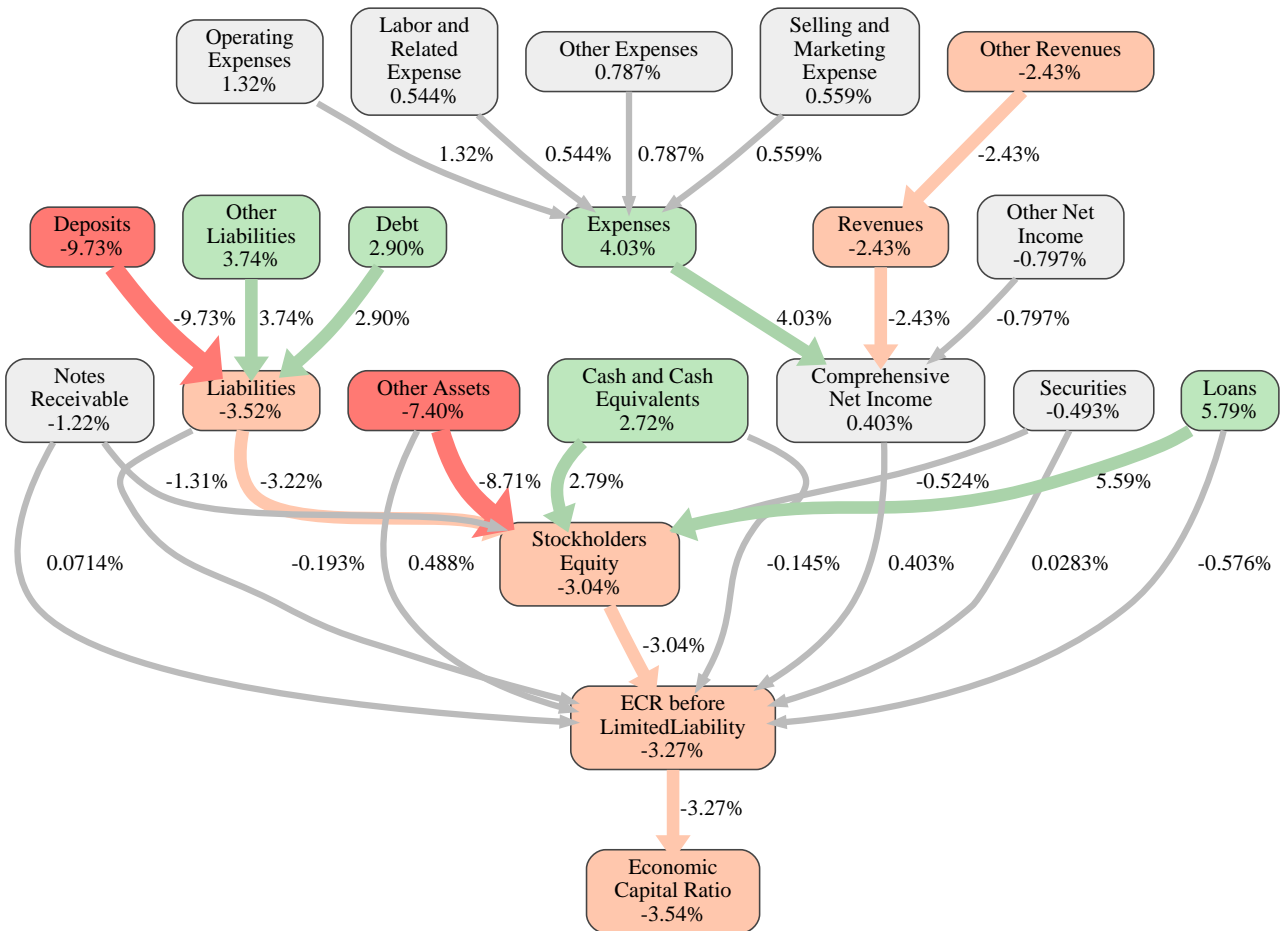 Operating
Expenses
1.32%
Labor and
Related
Expense
0.544%
Other Expenses
0.787%
Selling and
Marketing
Expense
0.559%
Other Revenues
-2.43%
1.32%
0.544%
0.787%
0.559%
-2.43%
Deposits
-9.73%
Other
Liabilities
3.74%
Debt
2.90%
Expenses
4.03%
Revenues
-2.43%
Other Net
Income
-0.797%
-9.73%
3.74%
2.90%
4.03%
-2.43%
-0.797%
Notes
Receivable
-1.22%
Liabilities
-3.52%
Other Assets
-7.40%
Cash and Cash
Equivalents
2.72%
Comprehensive
Net Income
0.403%
Securities
-0.493%
Loans
5.79%
-1.31%
-3.22%
-8.71%
2.79%
-0.524%
5.59%
Stockholders
Equity
-3.04%
0.0714%
-0.193%
0.488%
-0.145%
0.403%
0.0283%
-0.576%
-3.04%
ECR before
LimitedLiability
-3.27%
-3.27%
Economic
Capital Ratio
-3.54%